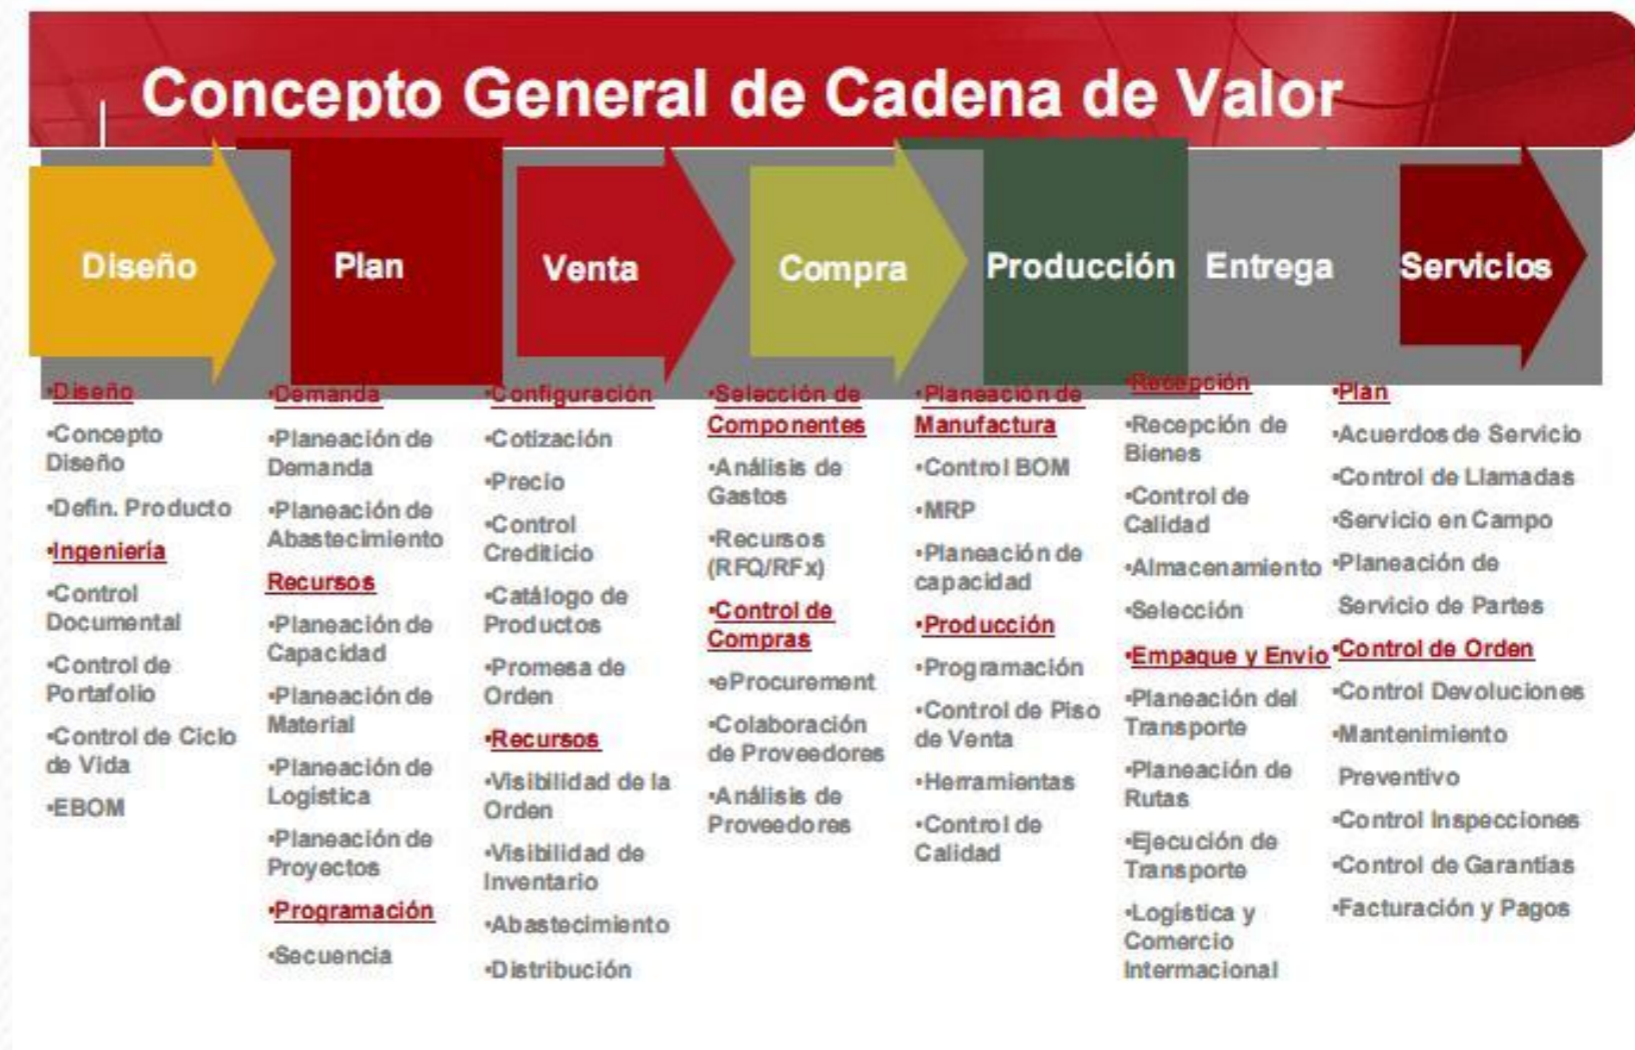 Concepto General de Cadena de Valor
Diseño
Plan
Venta
Compra
Producción
Entrega
Servicios
•Diseño
•Concepto
Diseño
•Defin. Producto
•Ingeniería
•Control
Documental
•Control de
Portafolio
•Control de Ciclo
de Vida
•EBOM
•Demanda
•Planeación de
Demanda
•Planeación de
Abastecimiento
Recursos
•Planeación de
Capacidad
•Planeación de
Material
•Planeación de
Logistica
•Planeación de
Proyectos
•Programación
•Secuencia
•Configuración
•Cotización
•Precio
•Control
Crediticio
•Catálogo de
Productos
•Promesa de
Orden
•Recursos
•Visibilidad de la
Orden
•Visibilidad de
Inventario
•Abastecimiento
•Distribución
•Selección de
Componentes
•Análisis de
Gastos
•Recursos
(RFQ/RFx)
•Control de
Compras
•eProcurement
•Colaboración
de Proveedores
•Análisis de
Proveedores
•Planeación de
Manufactura
•Control BOM
•MRP
•Planeación de
capacidad
•Producción
•Programación
•Control de Piso
de Venta
•Herramientas
•Control de
Calidad
•Recepción
•Recepción de
Bienes
•Control de
Calidad
•Almacenamiento
•Selección
•Empaque y Envio
•Planeación del
Transporte
•Planeación de
Rutas
•Ejecución de
Transporte
•Logística y
Comercio
Intermacional
•Plan
•Acuerdos de Servicio
•Control de Llamadas
•Servicio en Campo
•Planeación de
Servicio de Partes
•Control de Orden
•Control Devoluciones
•Mantenimiento
Preventivo
•Control Inspecciones
•Control de Garantías
•Facturación y Pagos